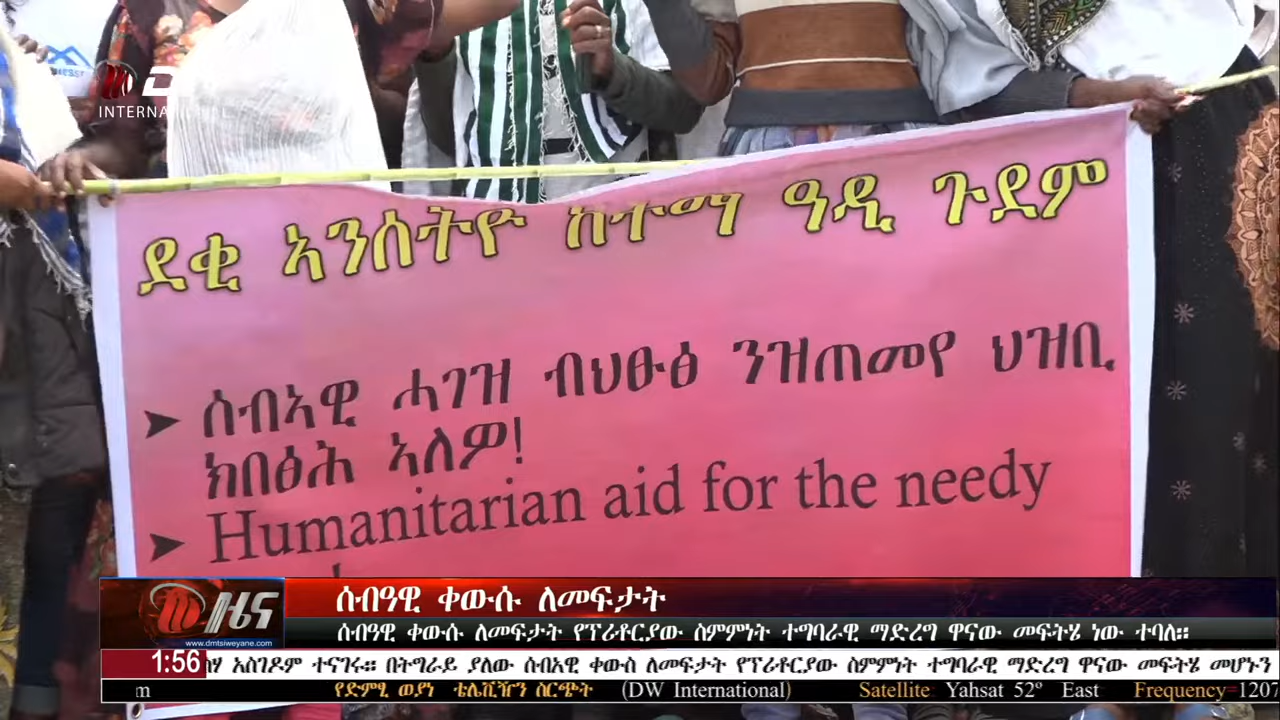 INTERNATIONAL
ደቂ ኣንስትዮ ከተማ ዓዲ ጉደም
➤ ሰብኣዊ ሓገዝ ብህፁፅ ንዝጠመየ ህዝቢ
ክበፅሕ ኣለዎ!
➤ Humanitarian aid for the needy
ዜና
www.dmtsiweyane.com
ሰብዓዊ ቀውሱ ለመፍታት
ሰብዓዊ ቀውሱ ለመፍታት የፕሪቶርያው ስምምነት ተግባራዊ ማድረግ ዋናው መፍትሄ ነው ተባለ።
1:56
አስገዶም ተናገሩ። በትግራይ ያለው ሰብአዊ ቀውስ ለመፍታት የፕሪቶርያው ስምምነት ተግባራዊ ማድረግ ዋናው መፍትሄ መሆኑን
m የድምፂ ወያነ ቴሌቪዥን ስርጭት (DW International) Satellite: Yahsat 52º East Frequency=1207